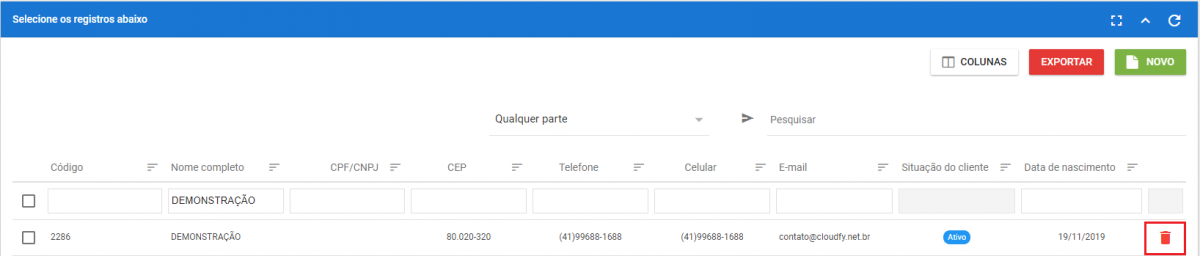 Selecione os registros abaixo
COLUNAS EXPORTAR NOVO
Qualquer parte Pesquisar
Código Nome completo CPF/CNPJ CEP Telefone Celular E-mail Situação do cliente Data de nascimento
DEMONSTRAÇÃO
2286 DEMONSTRAÇÃO 80.020-320 (41)99688-1688 (41)99688-1688 contato@cloudfy.net.br Ativo 19/11/2019